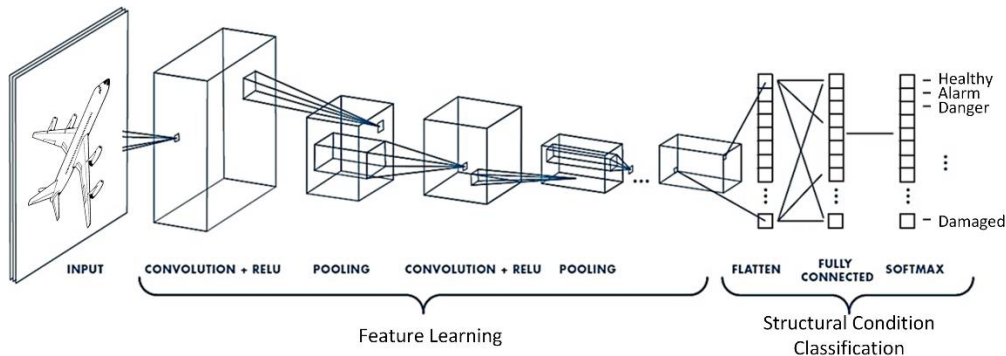 Healthy
Alarm
Danger
...
Damaged
INPUT
CONVOLUTION + RELU
POOLING
CONVOLUTION + RELU
POOLING
FLATTEN
FULLY
CONNECTED
SOFTMAX
Feature Learning
Structural Condition
Classification